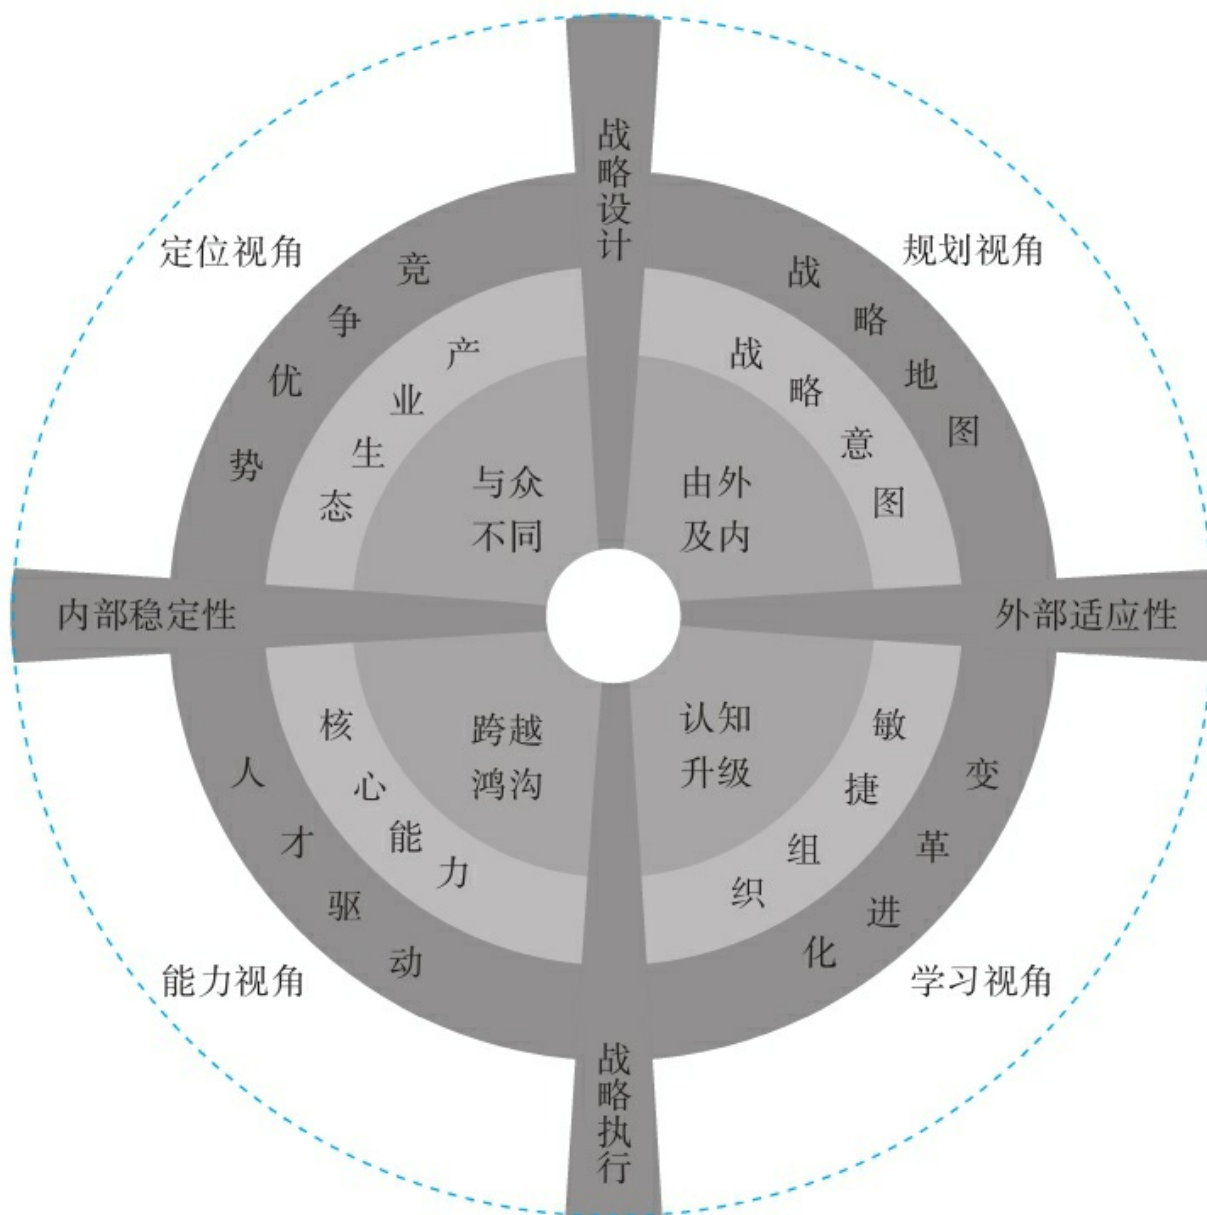 战略设计
定位视角
规划视角
竞争优势
战略地图
产业生态
战略意图
与众
不同
由外
及内
内部稳定性
外部适应性
跨越
鸿沟
认知
升级
核心能力
敏捷组织
人才驱动
变革进化
能力视角
学习视角
战略执行